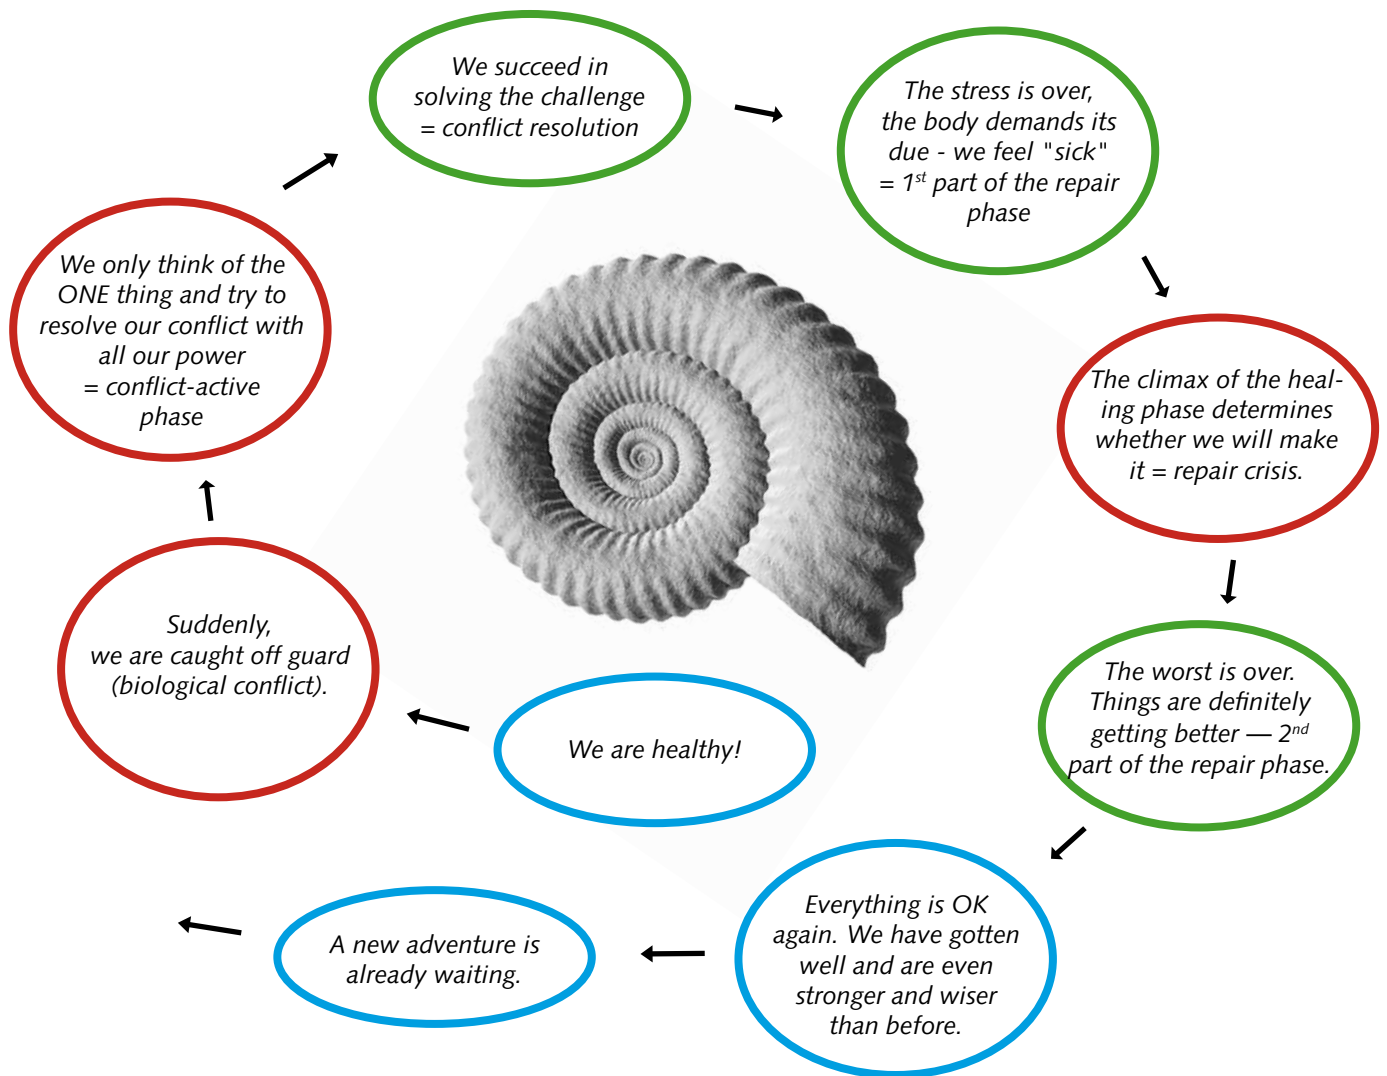 We are healthy!
Suddenly,
we are caught off guard
(biological conflict).
We only think of the
ONE thing and try to
resolve our conflict with
all our power
= conflict-active
phase
We succeed in
solving the challenge
= conflict resolution
The stress is over,
the body demands its
due - we feel "sick"
= 1st part of the repair
phase
The climax of the heal-
ing phase determines
whether we will make
it = repair crisis.
The worst is over.
Things are definitely
getting better — 2nd
part of the repair phase.
Everything is OK
again. We have gotten
well and are even
stronger and wiser
than before.
A new adventure is
already waiting.